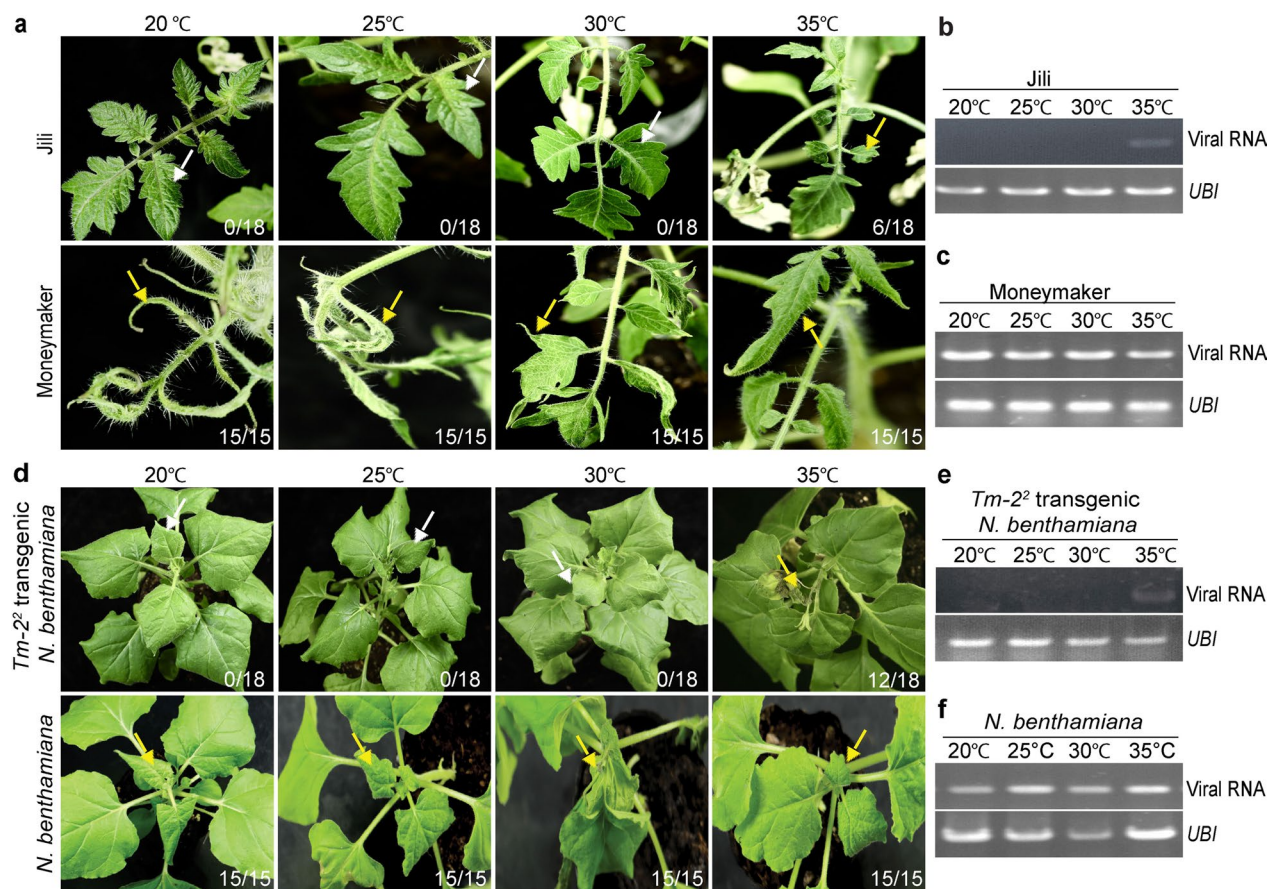 a
20 ℃ 25℃ 30℃ 35℃
Jili
0/18 0/18 0/18 6/18
Moneymaker
15/15 15/15 15/15 15/15
b
Jili
20℃ 25℃ 30℃ 35℃
Viral RNA
UBI
c
Moneymaker
20℃ 25℃ 30℃ 35℃
Viral RNA
UBI
d
20℃ 25℃ 30℃ 35℃
Tm-2² transgenic
N. benthamiana
0/18 0/18 0/18 12/18
N. benthamiana
15/15 15/15 15/15 15/15
e
Tm-2² transgenic
N. benthamiana
20℃ 25℃ 30℃ 35℃
Viral RNA
UBI
f
N. benthamiana
20℃ 25°C 30℃ 35°C
Viral RNA
UBI